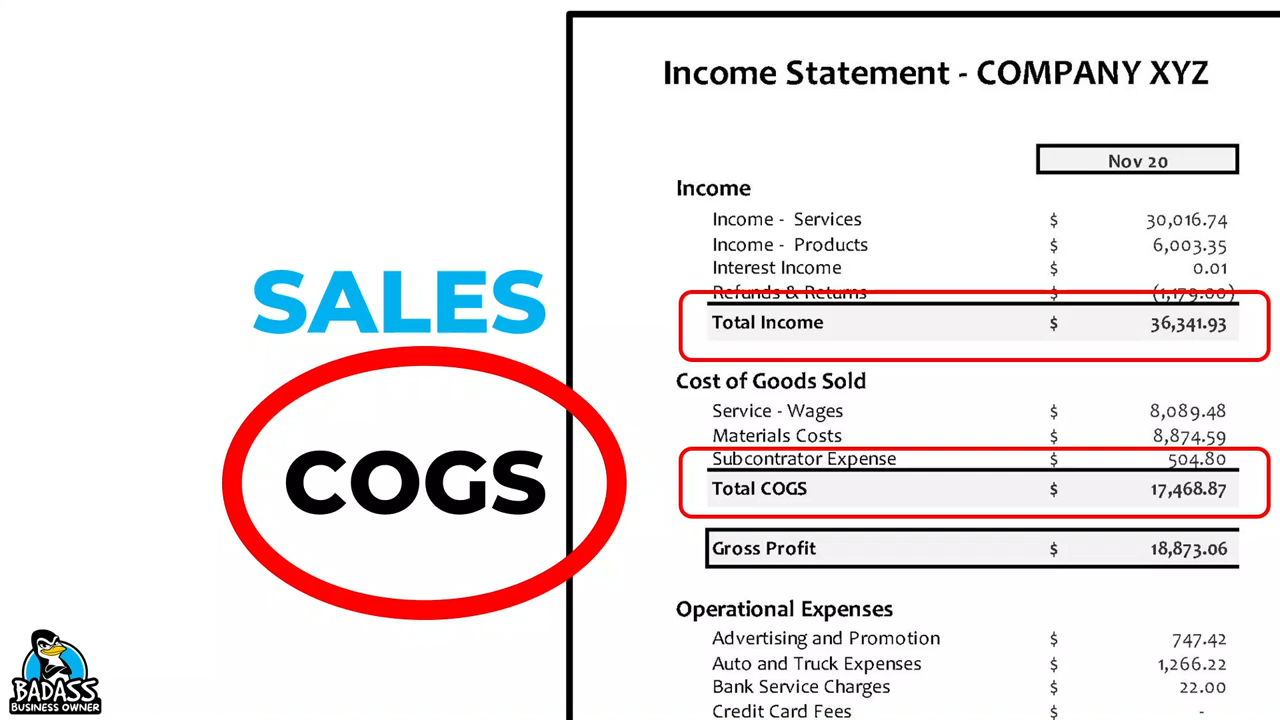 Income Statement - COMPANY XYZ
Nov 20
Income
Income - Services $ 30,016.74
Income - Products $ 6,003.35
Interest Income $ 0.01
Refunds & Returns $ (1,179.00)
Total Income $ 36,341.93
Cost of Goods Sold
Service - Wages $ 8,089.48
Materials Costs $ 8,874.59
Subcontrator Expense $ 504.80
Total COGS $ 17,468.87
Gross Profit $ 18,873.06
Operational Expenses
Advertising and Promotion $ 747.42
Auto and Truck Expenses $ 1,266.22
Bank Service Charges $ 22.00
Credit Card Fees $ -
SALES
COGS
BADASS
BUSINESS OWNER